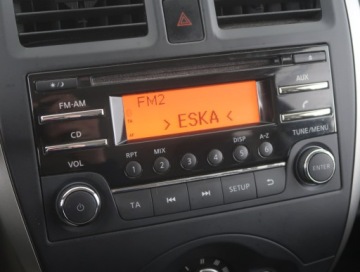 FM-AM
FM2
AUX
> ESKA <
CD
TUNE/MENU
VOL
RPT MIX DISP A-Z
1 2 3 4 5 6
ENTER
TA SETUP